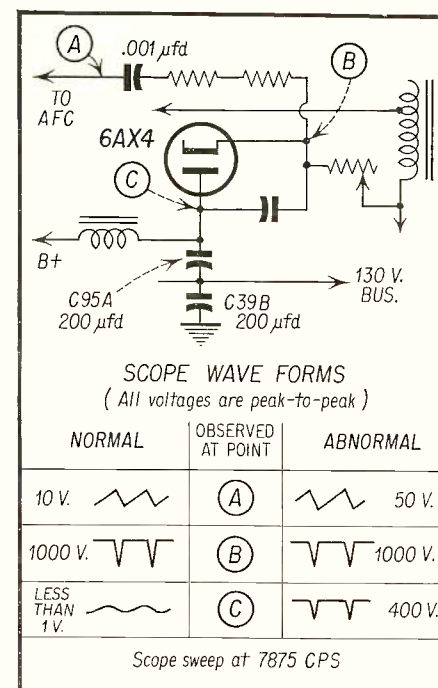 A
.001 µfd
B
TO
AFC
6AX4
C
B+
C95A
200 µfd
C39B
200 µfd
130 V.
BUS.
SCOPE WAVE FORMS
( All voltages are peak-to-peak )
NORMAL
OBSERVED
AT POINT
ABNORMAL
10 V.
A
50 V.
1000 V.
B
1000 V.
LESS
THAN
1 V.
C
400 V.
Scope sweep at 7875 CPS